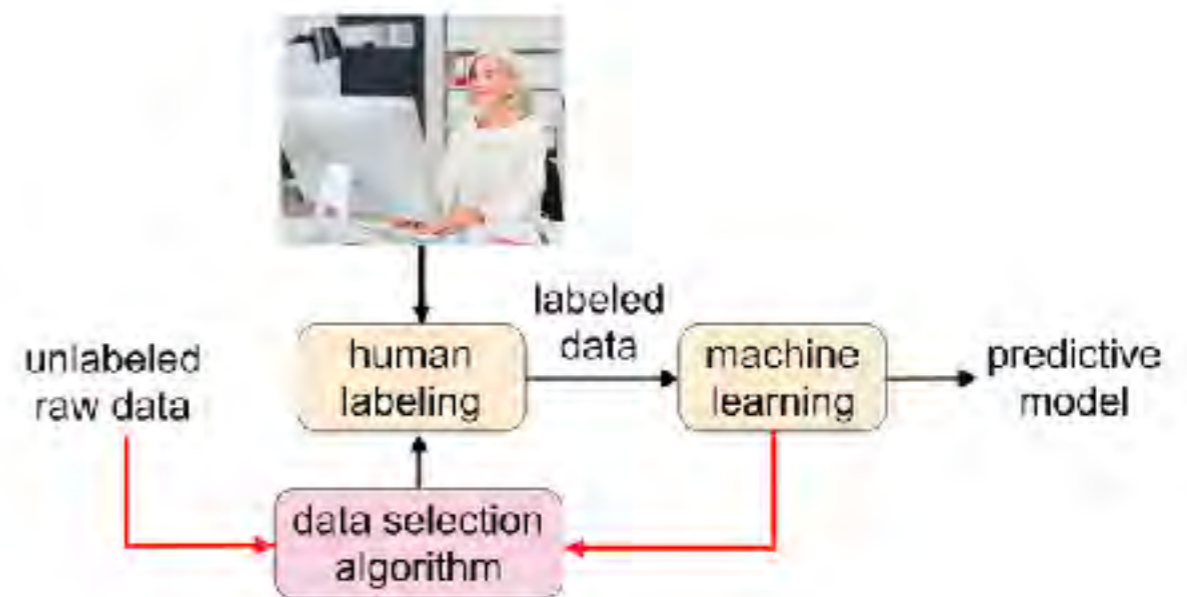 labeled
data
unlabeled
raw data
human
labeling
machine
learning
predictive
model
data selection
algorithm